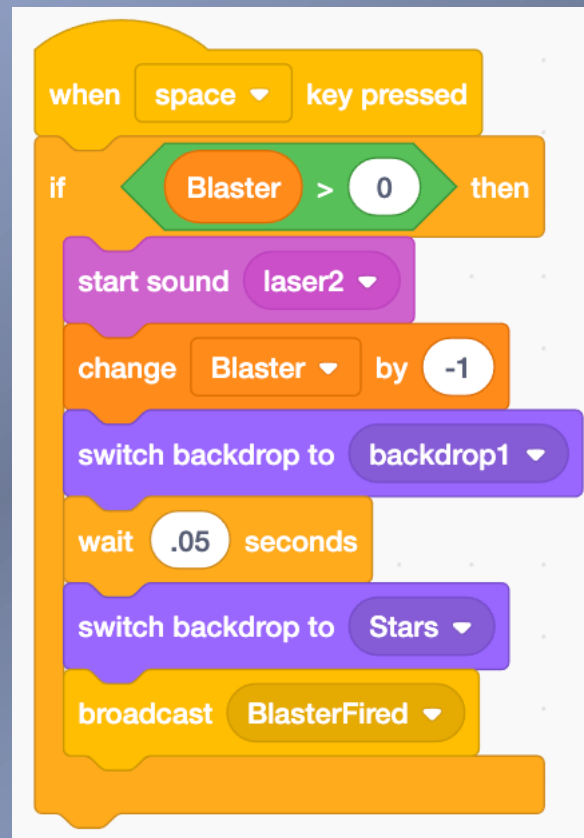 when space key pressed
if Blaster > 0 then
start sound laser2
change Blaster by -1
switch backdrop to backdrop1
wait .05 seconds
switch backdrop to Stars
broadcast BlasterFired